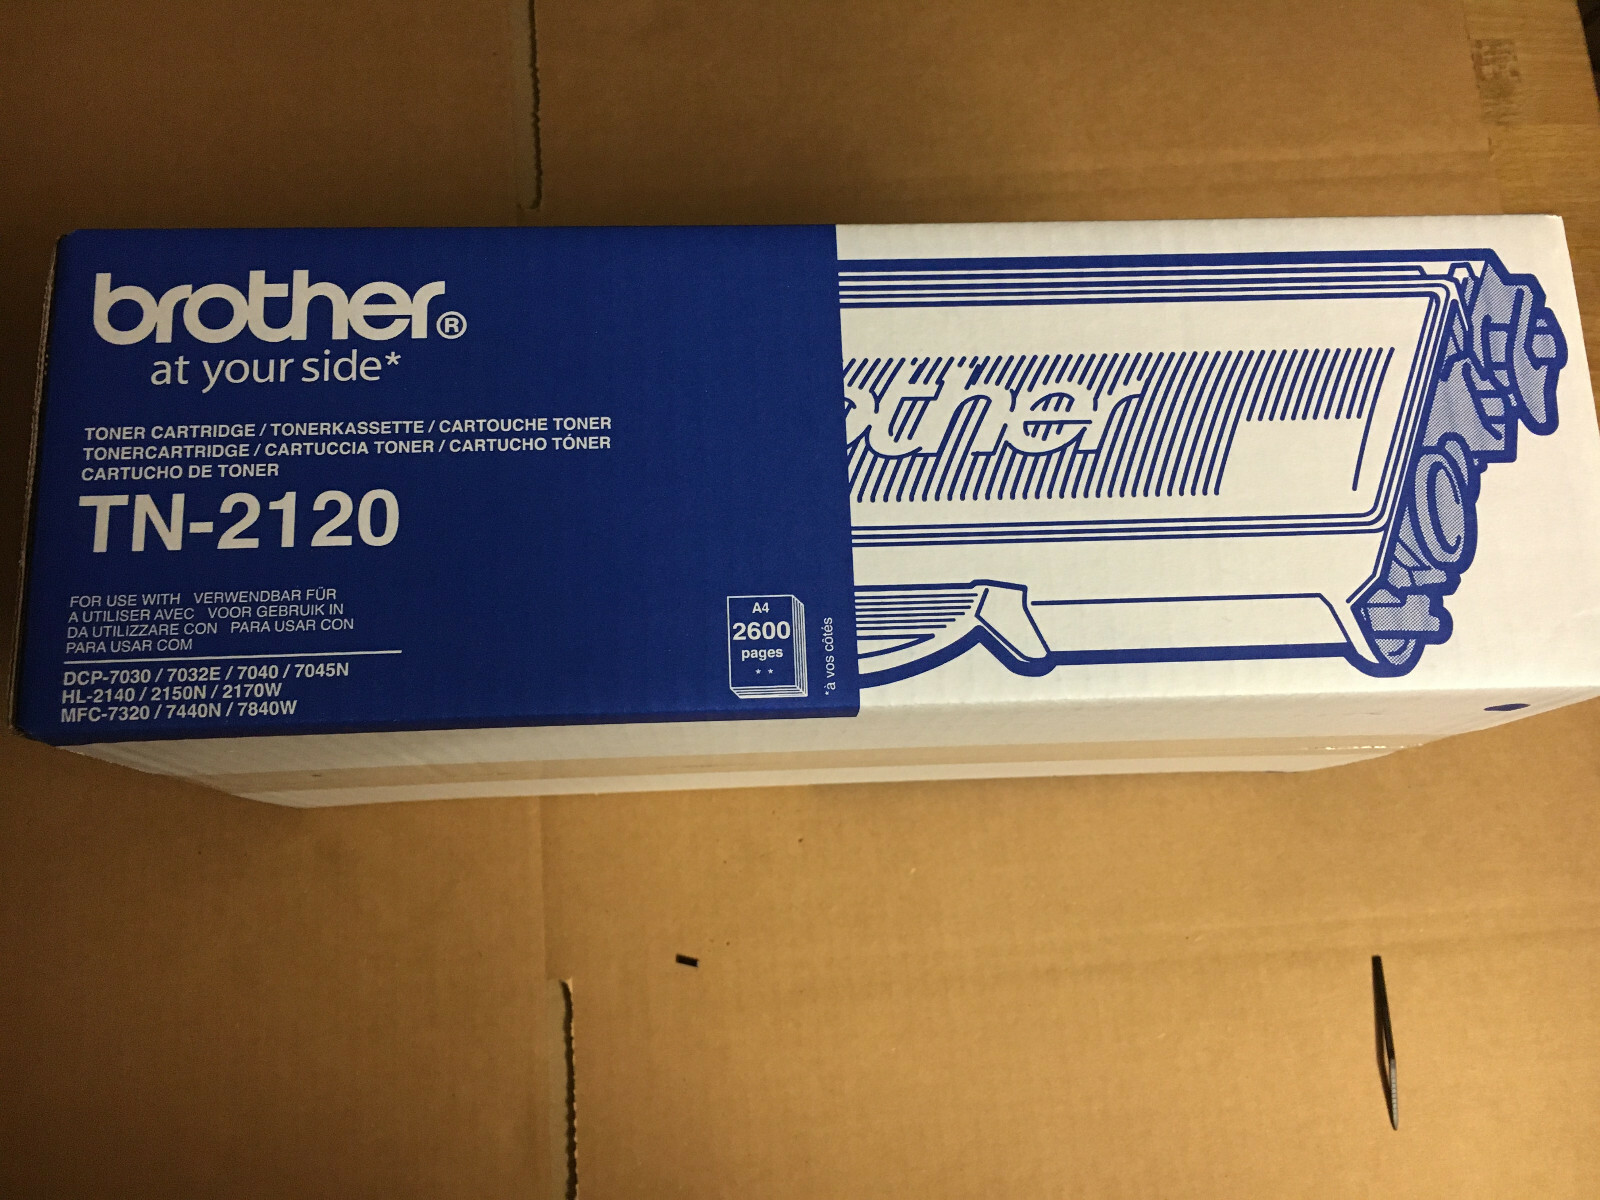 brother®
at your side*
TONER CARTRIDGE / TONERKASSETTE / CARTOUCHE TONER
TONERCARTRIDGE / CARTUCCIA TONER / CARTUCHO TÓNER
CARTUCHO DE TONER
TN-2120
FOR USE WITH VERWENDBAR FÜR
A UTILISER AVEC VOOR GEBRUIK IN
DA UTILIZZARE CON PARA USAR CON
PARA USAR COM
DCP-7030 / 7032E / 7040 / 7045N
HL-2140 / 2150N / 2170W
MFC-7320 / 7440N / 7840W
A4
2600
pages
* *
*à vos côtés
other